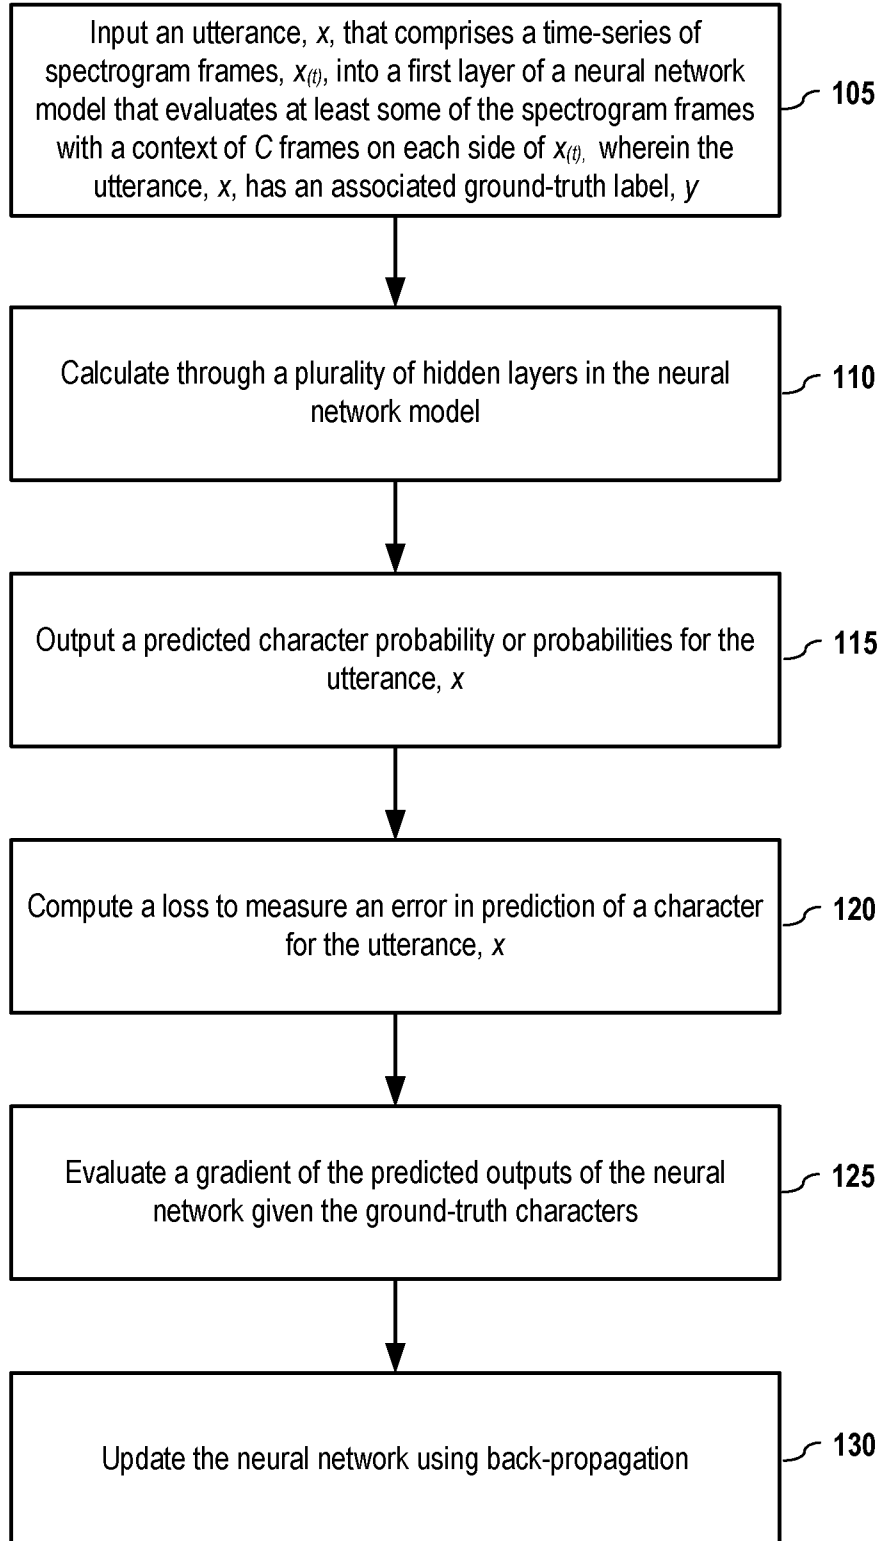 Input an utterance, x, that comprises a time-series of
spectrogram frames, x(t), into a first layer of a neural network
model that evaluates at least some of the spectrogram frames
with a context of C frames on each side of x(t), wherein the
utterance, x, has an associated ground-truth label, y
105
Calculate through a plurality of hidden layers in the neural
network model
110
Output a predicted character probability or probabilities for the
utterance, x
115
Compute a loss to measure an error in prediction of a character
for the utterance, x
120
Evaluate a gradient of the predicted outputs of the neural
network given the ground-truth characters
125
Update the neural network using back-propagation
130